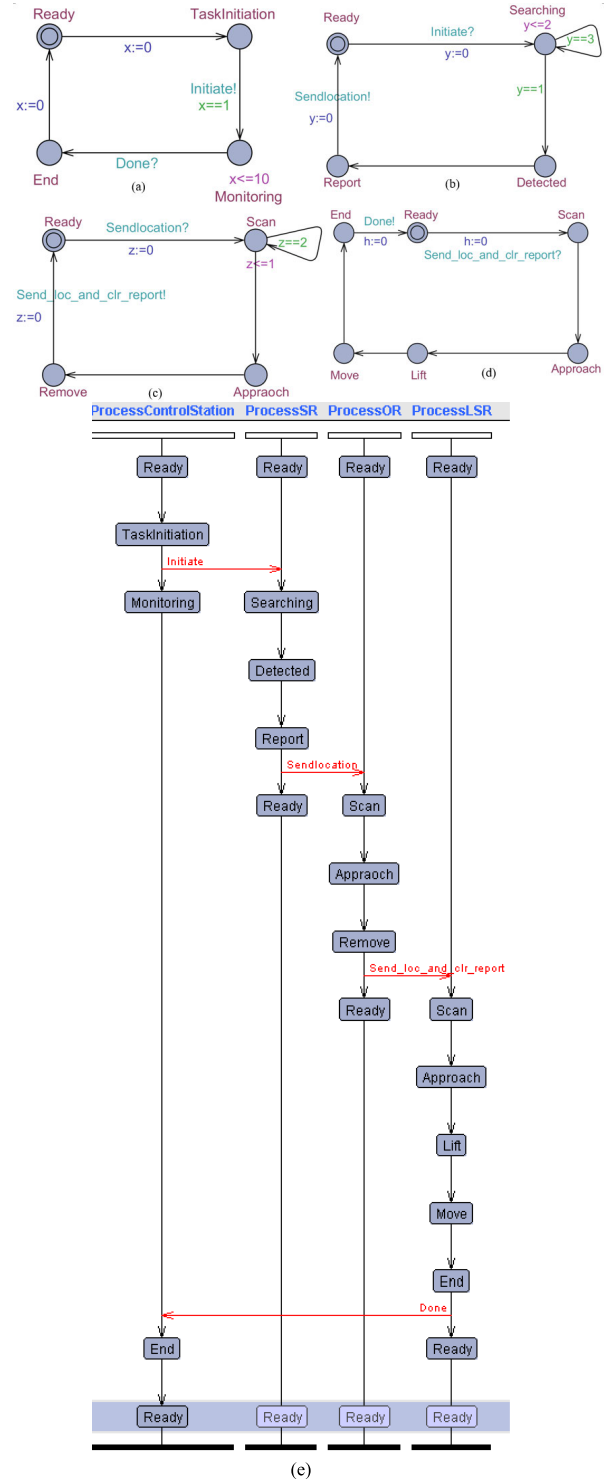 Ready
TaskInitiation
x:=0
Initiate!
x==1
x:=0
Done?
End
x<=10
Monitoring
(a)
Ready
Searching
y<=2
Initiate?
y:=0
y==3
y==1
Sendlocation!
y:=0
Report
Detected
(b)
Ready
Scan
Sendlocation?
z:=0
z==2
z<=1
Send_loc_and_clr_report!
z:=0
Remove
Appraoch
(c)
End
Done!
Ready
Scan
h:=0
h:=0
Send_loc_and_clr_report?
Move
Lift
Approach
(d)
ProcessControlStation ProcessSR ProcessOR ProcessLSR
Ready Ready Ready Ready
TaskInitiation
Initiate
Monitoring Searching
Detected
Report
Sendlocation
Ready Scan
Appraoch
Remove
Send_loc_and_clr_report
Ready Scan
Approach
Lift
Move
End
Done
End Ready
Ready Ready Ready Ready
(e)